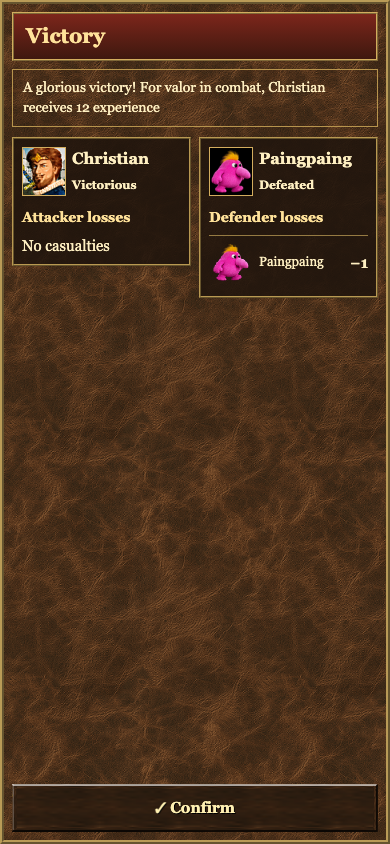 Victory
A glorious victory! For valor in combat, Christian
receives 12 experience
Christian
Victorious
Attacker losses
No casualties
Paingpaing
Defeated
Defender losses
Paingpaing −1
✓ Confirm